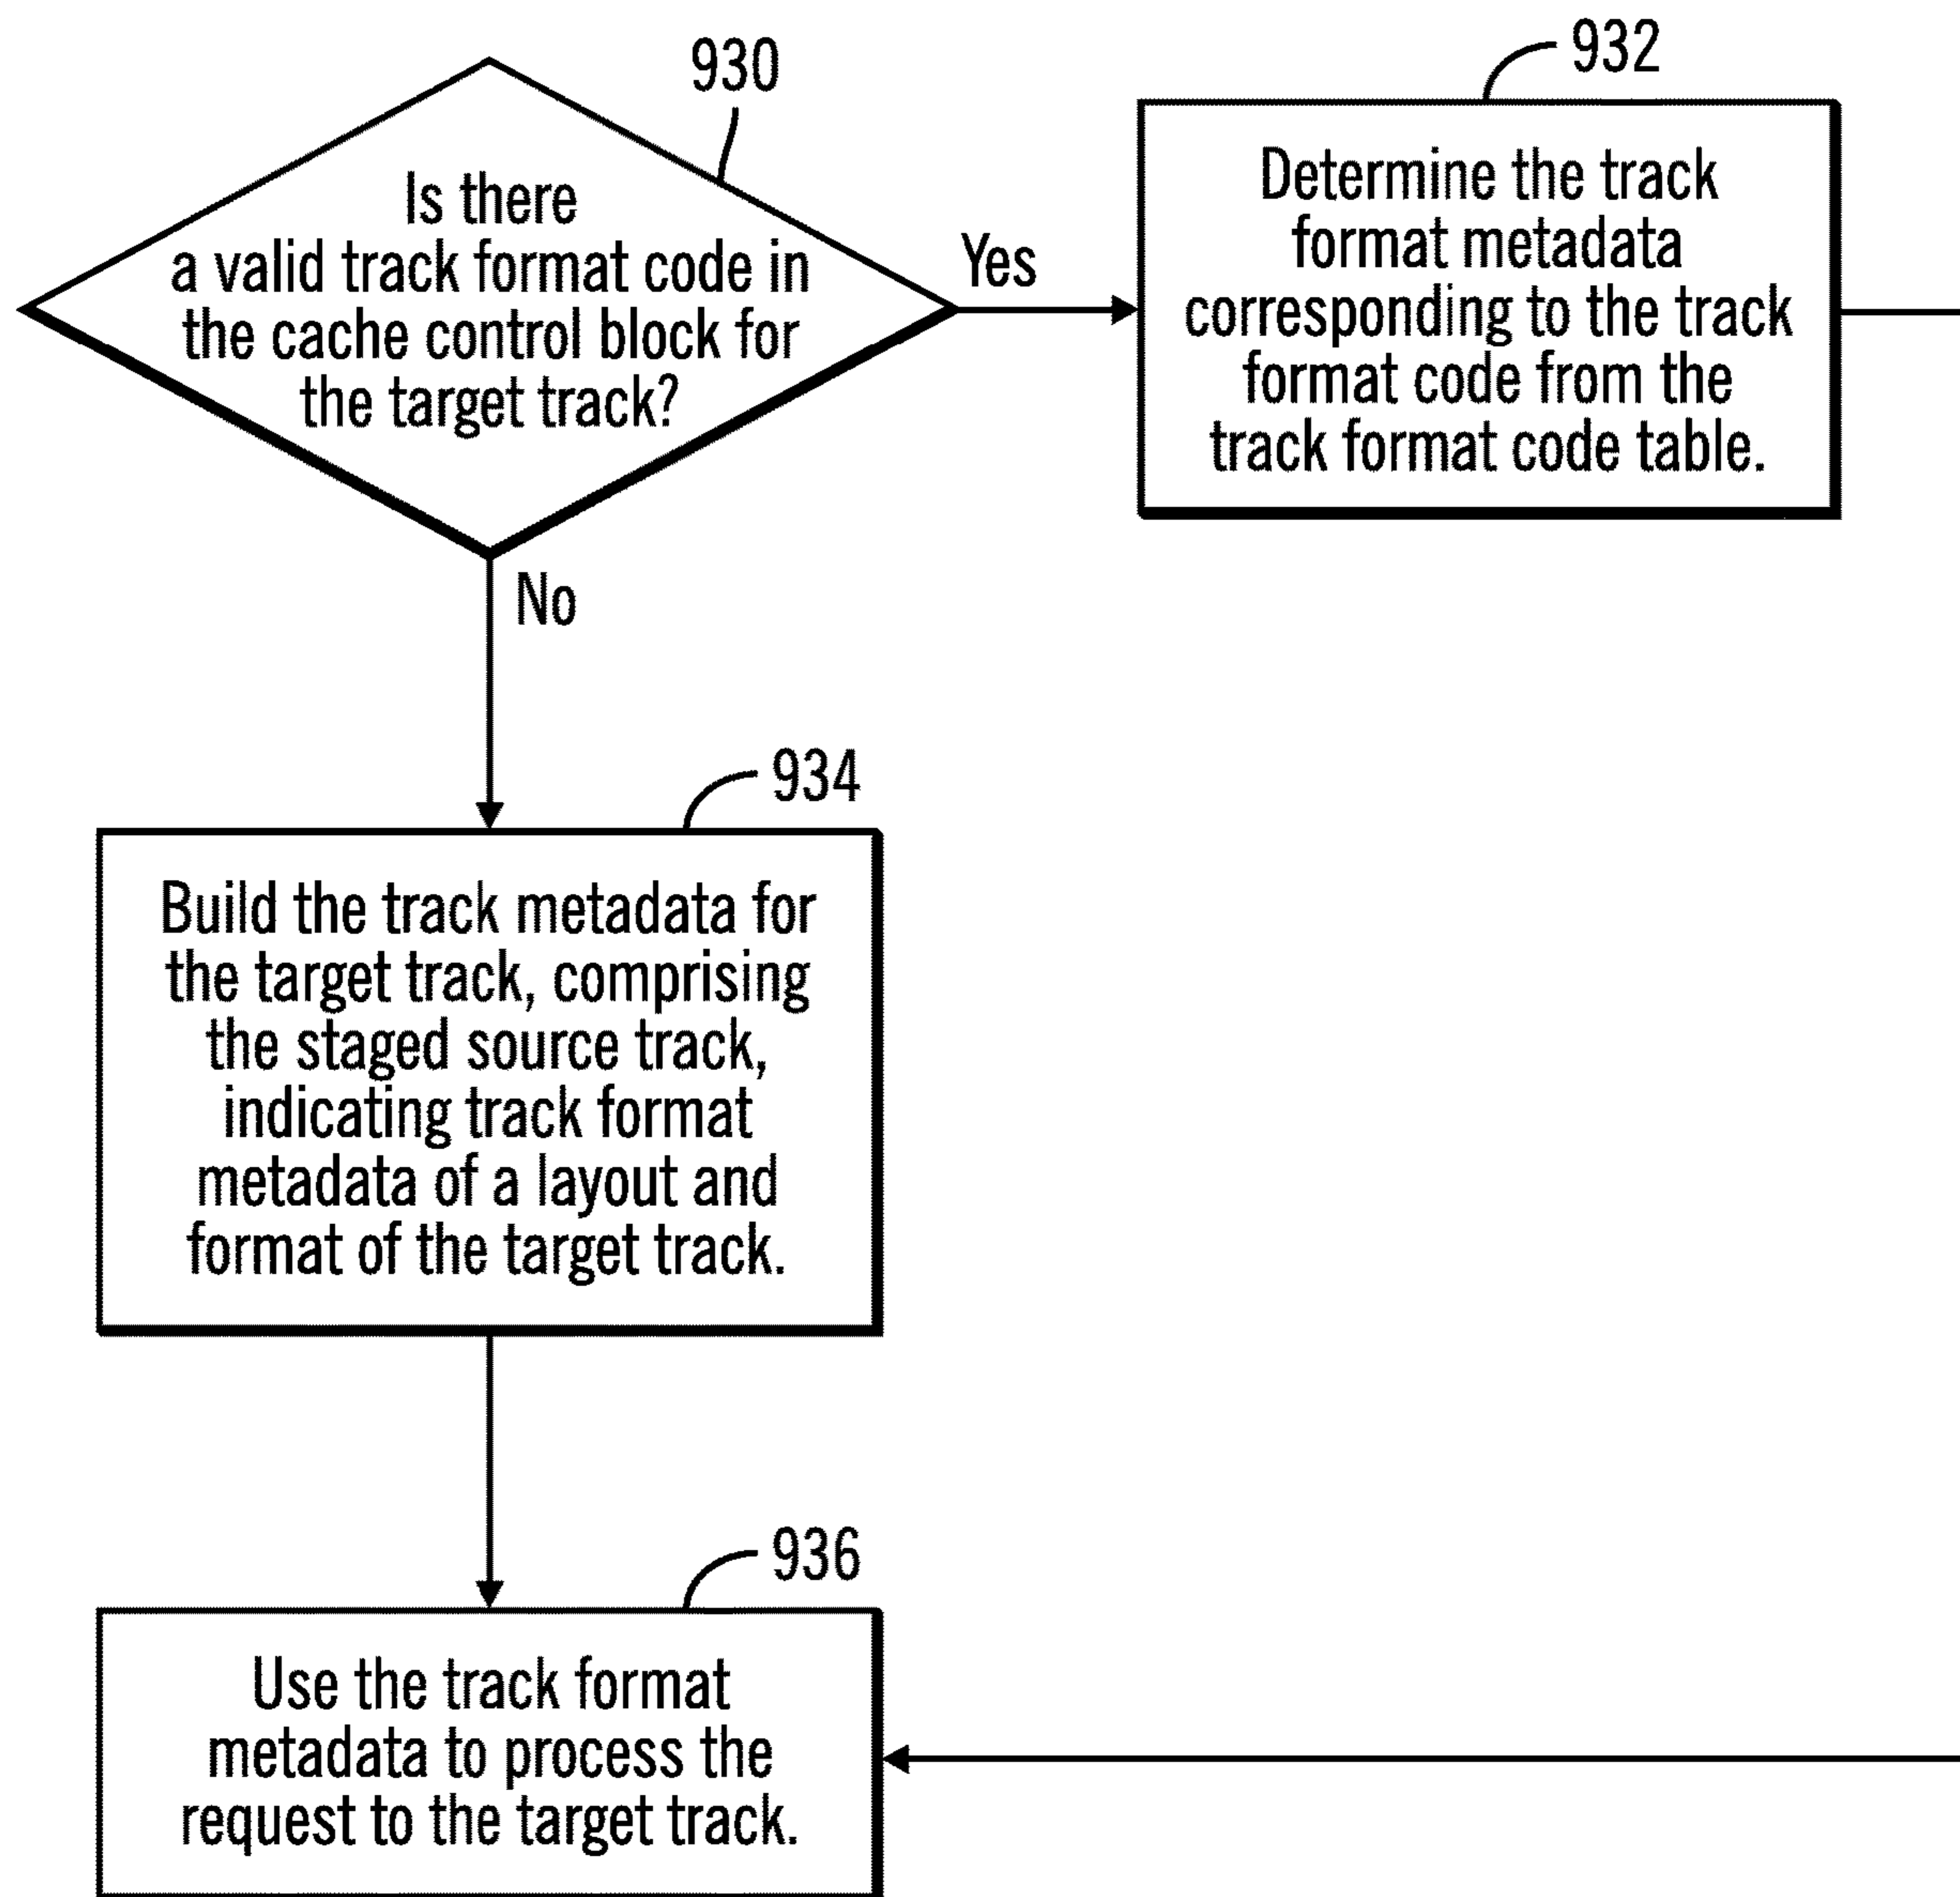 930
Is there
a valid track format code in
the cache control block for
the target track?
Yes
No
932
Determine the track
format metadata
corresponding to the track
format code from the
track format code table.
934
Build the track metadata for
the target track, comprising
the staged source track,
indicating track format
metadata of a layout and
format of the target track.
936
Use the track format
metadata to process the
request to the target track.